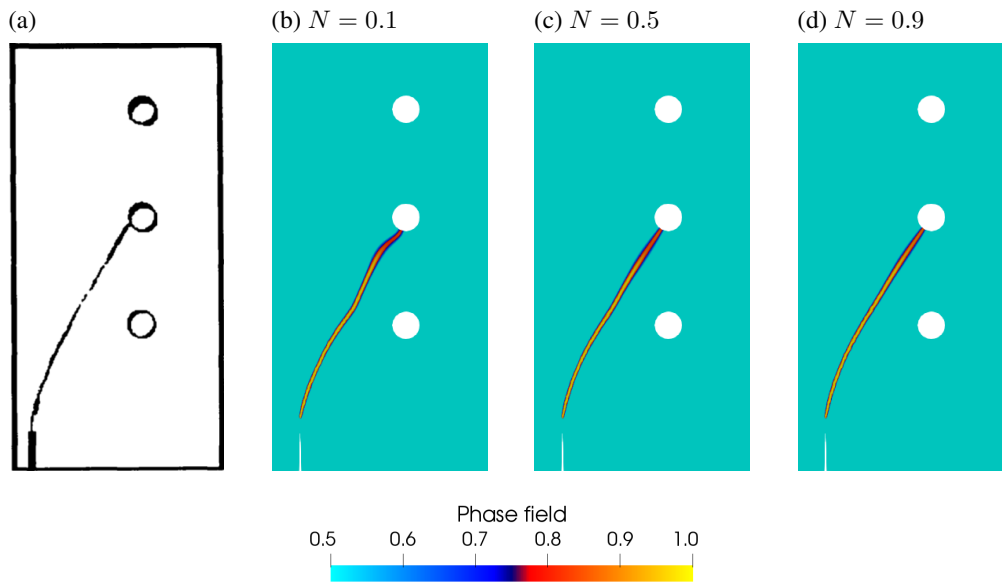 (a)
(b) N = 0.1
(c) N = 0.5
(d) N = 0.9
Phase field
0.5 0.6 0.7 0.8 0.9 1.0